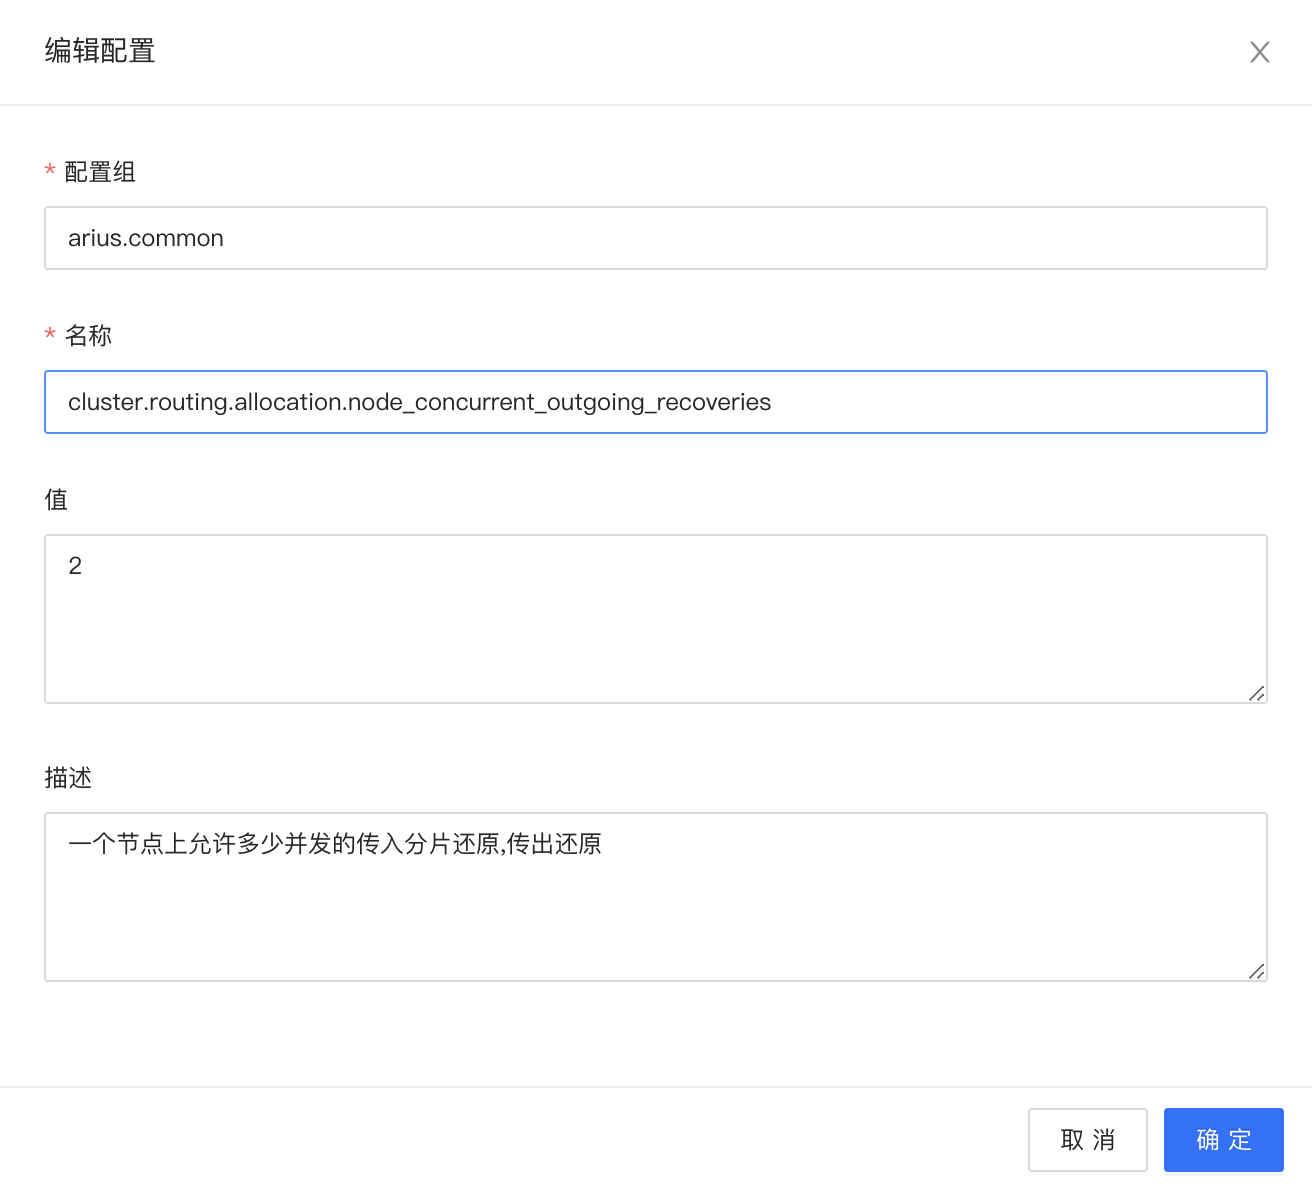 编辑配置
* 配置组
arius.common
* 名称
cluster.routing.allocation.node_concurrent_outgoing_recoveries
值
2
描述
一个节点上允许多少并发的传入分片还原,传出还原
取 消
确 定